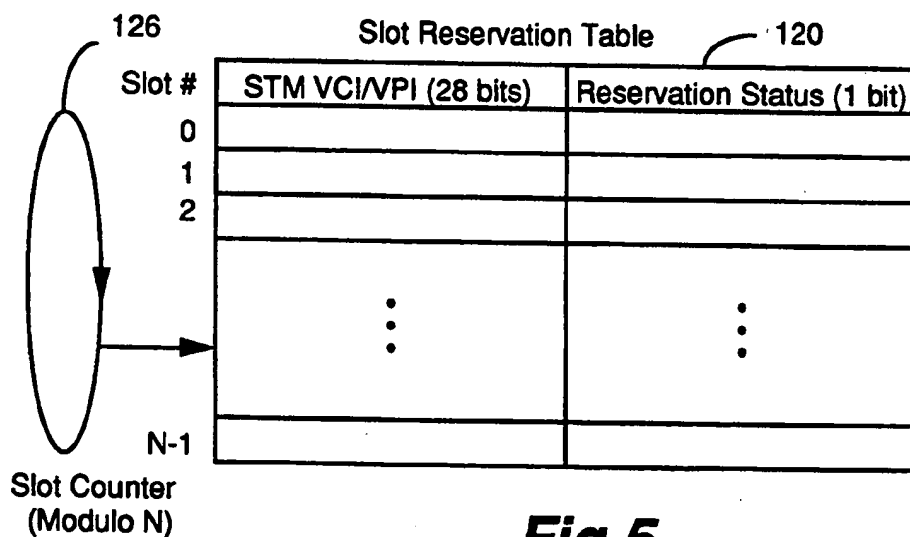 126
Slot Reservation Table
120
Slot #
STM VCI/VPI (28 bits)
Reservation Status (1 bit)
0
1
2
N-1
Slot Counter
(Modulo N)
Fig 5